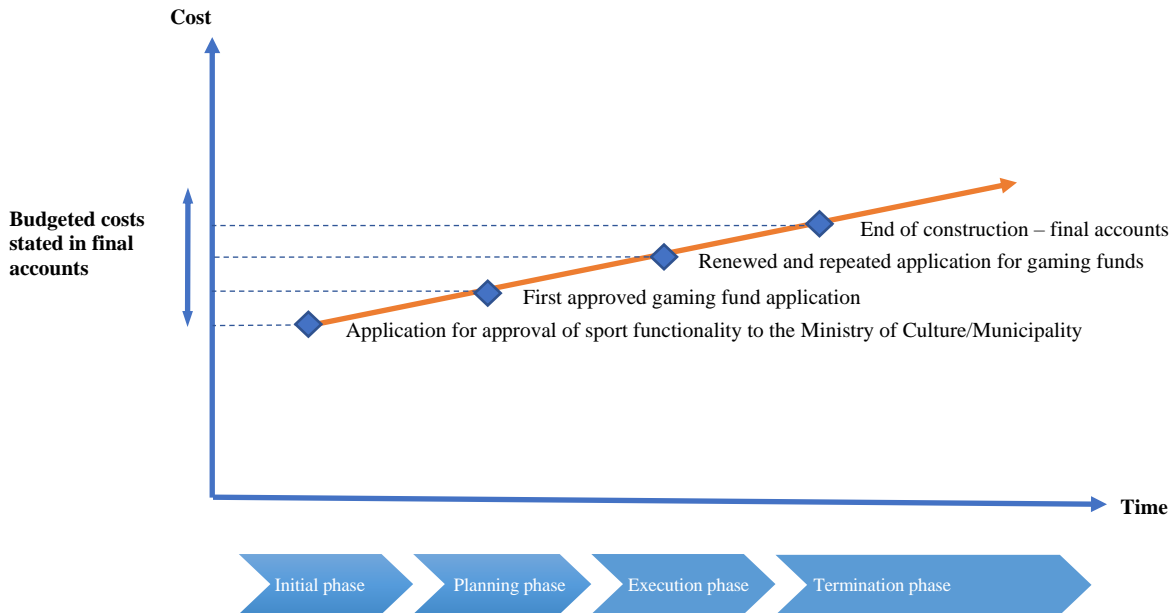 Cost
Budgeted costs
stated in final
accounts
End of construction – final accounts
Renewed and repeated application for gaming funds
First approved gaming fund application
Application for approval of sport functionality to the Ministry of Culture/Municipality
Time
Initial phase
Planning phase
Execution phase
Termination phase